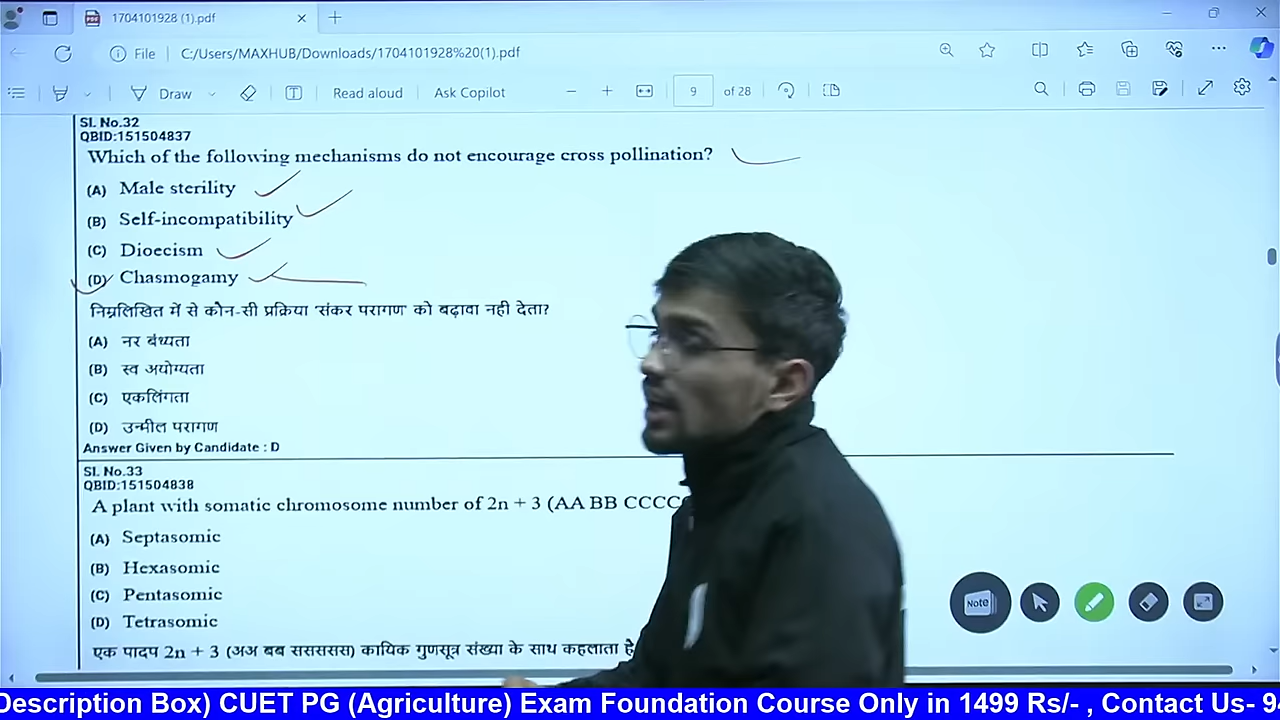 1704101928 (1).pdf
File
C:/Users/MAXHUB/Downloads/1704101928%20(1).pdf
Draw
Read aloud
Ask Copilot
9
of 28
SI. No.32
QBID:151504837
Which of the following mechanisms do not encourage cross pollination?
(A) Male sterility
(B) Self-incompatibility
(C) Dioecism
(D) Chasmogamy
निम्नलिखित में से कौन-सी प्रक्रिया 'संकर परागण' को बढ़ावा नही देता?
(A) नर बंध्यता
(B) स्व अयोग्यता
(C) एकलिंगता
(D) उन्मील परागण
Answer Given by Candidate : D
SI. No.33
QBID:151504838
A plant with somatic chromosome number of 2n + 3 (AA BB CCCC
(A) Septasomic
(B) Hexasomic
(C) Pentasomic
(D) Tetrasomic
एक पादप 2n + 3 (अअ बब सससससस) कायिक गुणसूत्र संख्या के साथ कहलाता है
Note
Description Box) CUET PG (Agriculture) Exam Foundation Course Only in 1499 Rs/- , Contact Us- 9